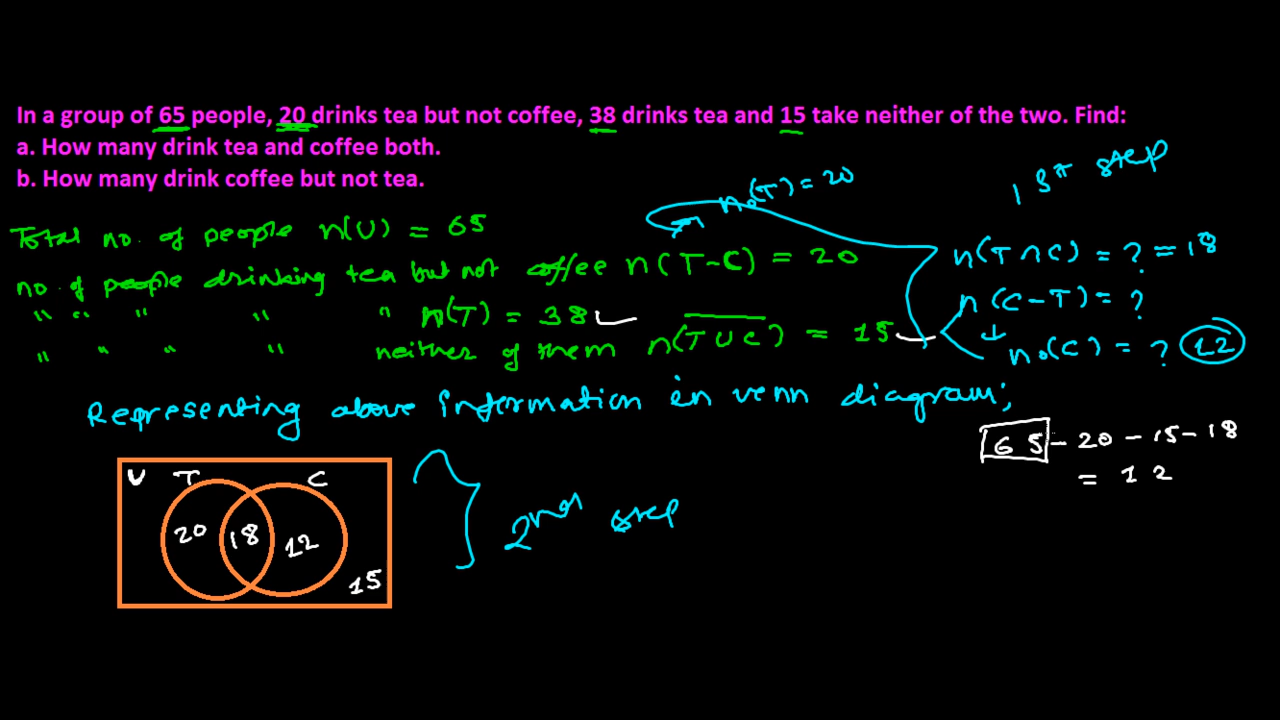 In a group of 65 people, 20 drinks tea but not coffee, 38 drinks tea and 15 take neither of the two. Find:
a. How many drink tea and coffee both.
b. How many drink coffee but not tea.
1st step
n₀(T) = 20
Total no. of people n(U) = 65
n(T∩C) = ? = 18
no. of people drinking tea but not coffee n(T-C) = 20
n(C-T) = ?
" " " " " n(T) = 38
" " " " neither of them n(\overline{T∪C}) = 15
↓ n₀(C) = ? 12
Representing above information in venn diagram;
65 - 20 - 15 - 18
= 12
U T C
20 18 12
15
2nd step